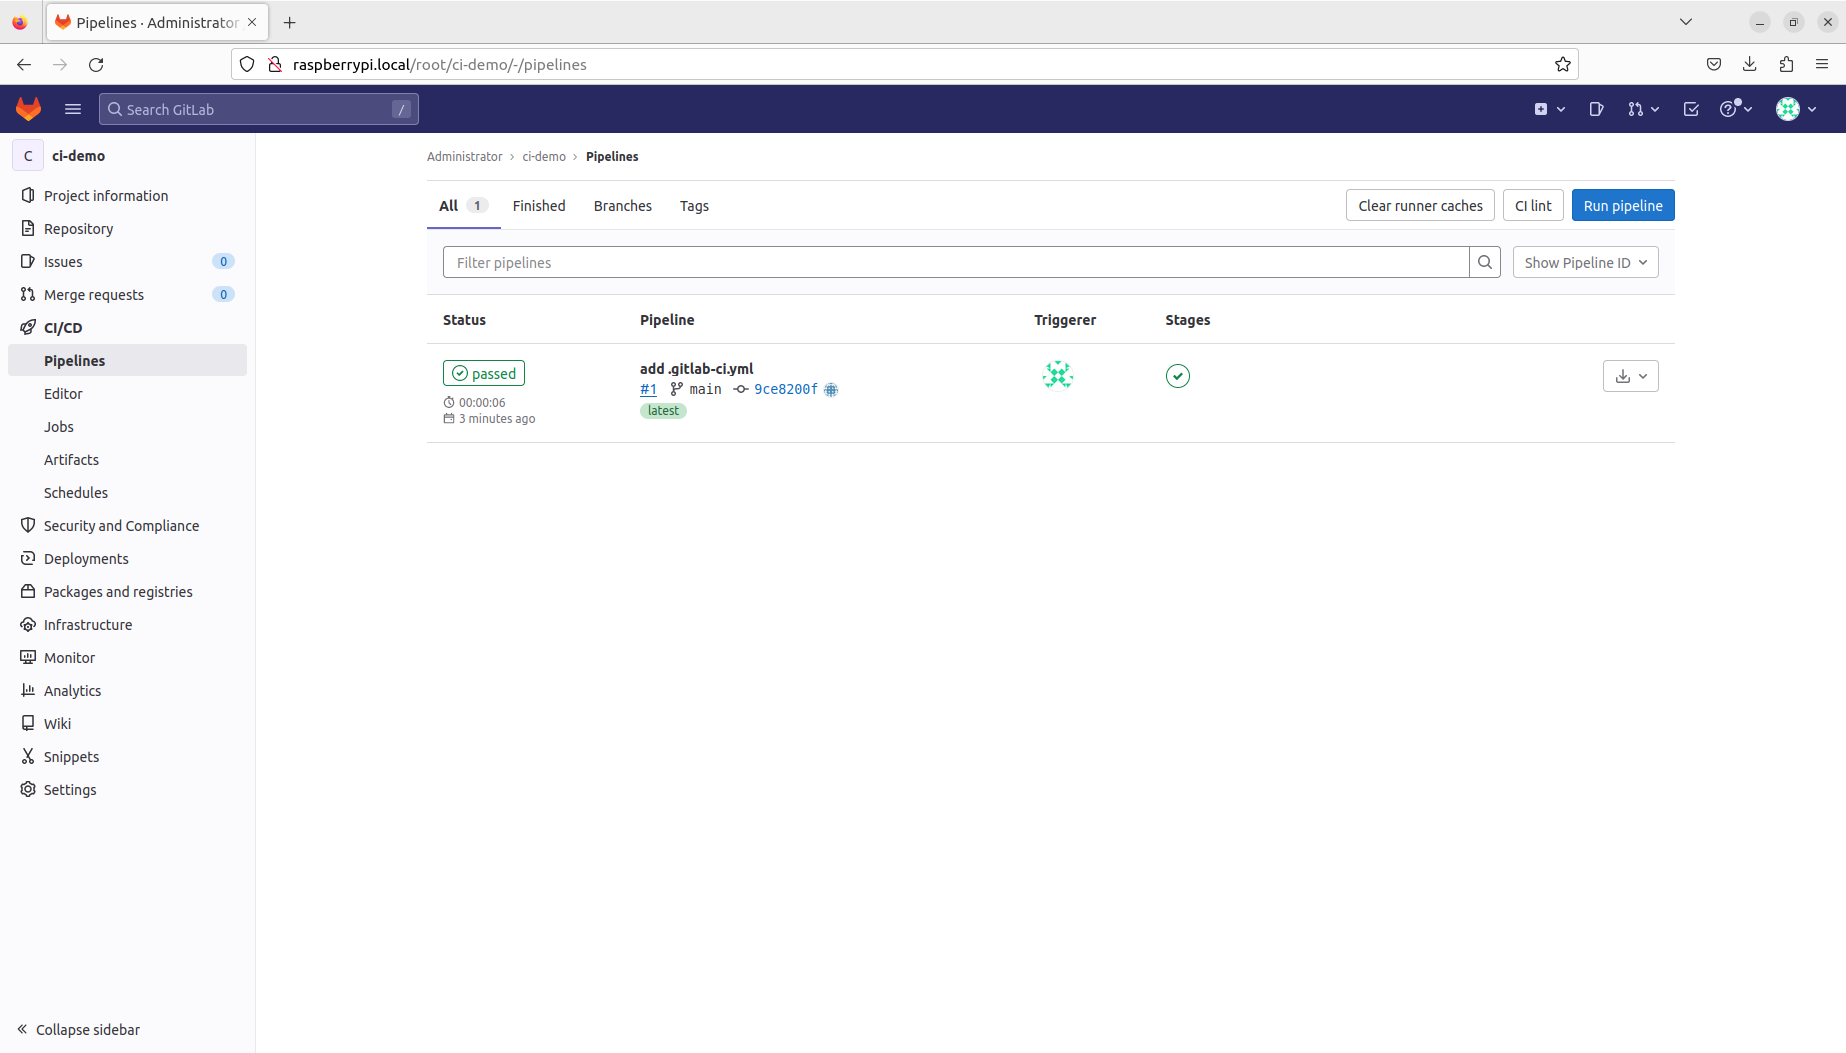 Pipelines · Administrator
raspberrypi.local/root/ci-demo/-/pipelines
Search GitLab /
C ci-demo
Project information
Repository
Issues 0
Merge requests 0
CI/CD
Pipelines
Editor
Jobs
Artifacts
Schedules
Security and Compliance
Deployments
Packages and registries
Infrastructure
Monitor
Analytics
Wiki
Snippets
Settings
Collapse sidebar
Administrator › ci-demo › Pipelines
All 1 Finished Branches Tags Clear runner caches CI lint Run pipeline
Filter pipelines Show Pipeline ID
Status Pipeline Triggerer Stages
passed
00:00:06
3 minutes ago
add .gitlab-ci.yml
#1 main 9ce8200f
latest